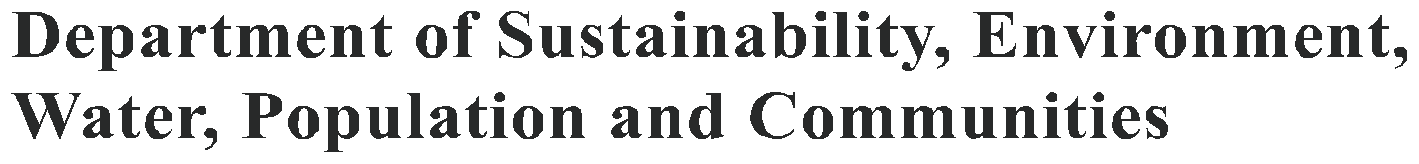 Department of Sustainability, Environment,
Water, Population and Communities